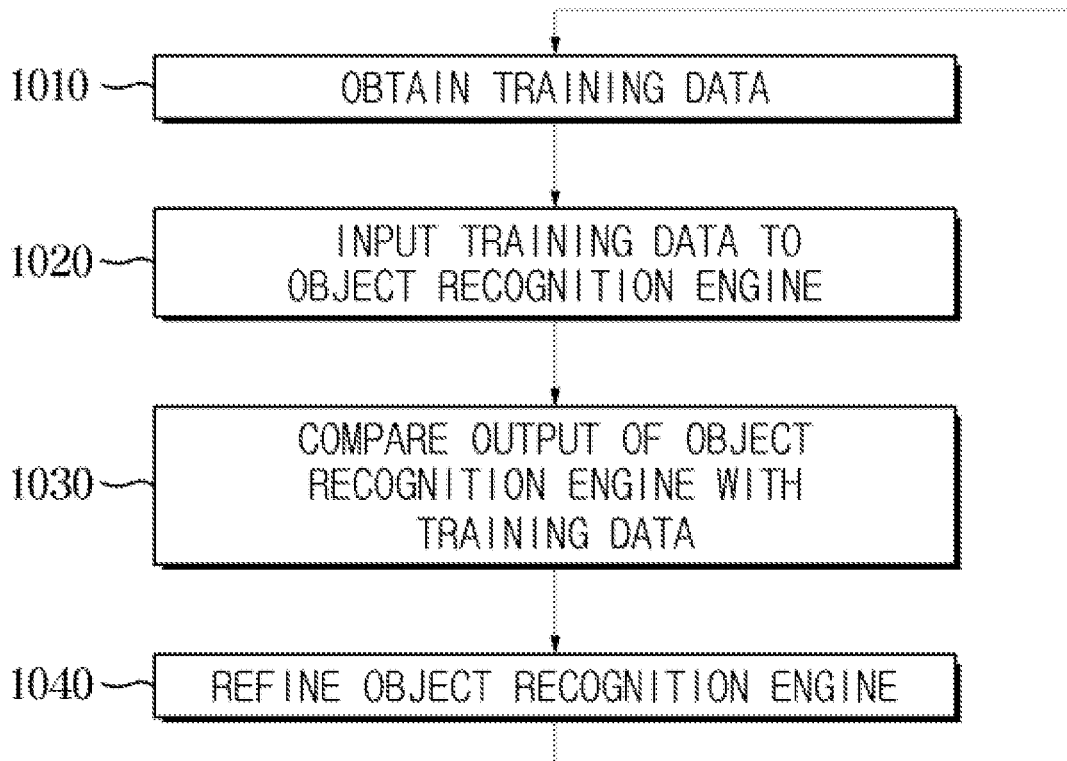 1010
OBTAIN TRAINING DATA
1020
INPUT TRAINING DATA TO
OBJECT RECOGNITION ENGINE
1030
COMPARE OUTPUT OF OBJECT
RECOGNITION ENGINE WITH
TRAINING DATA
1040
REFINE OBJECT RECOGNITION ENGINE